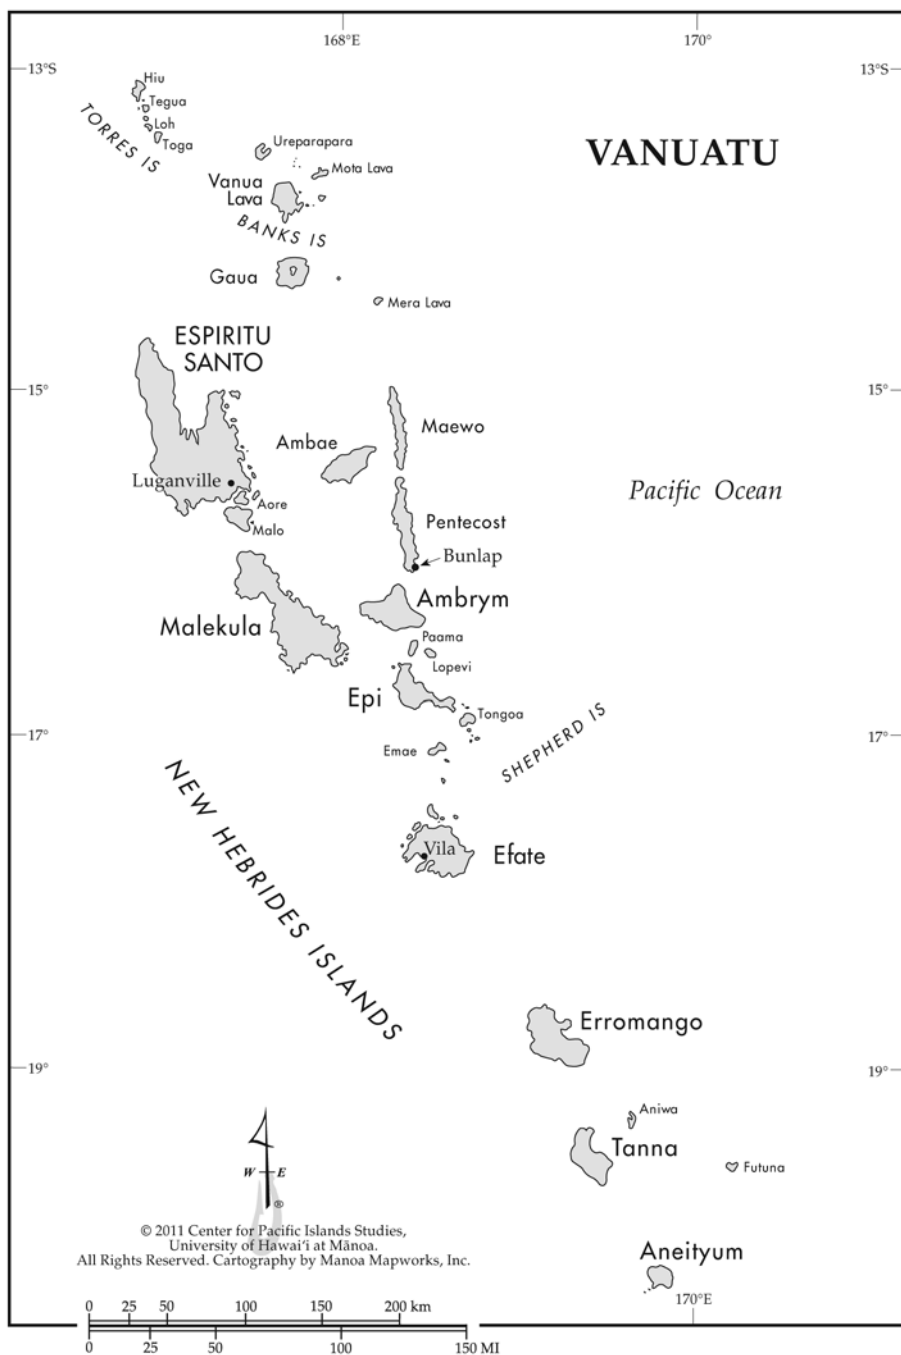 168°E
170°
13°S
13°S
Hiu
Tegua
Loh
Toga
TORRES IS
Ureparapara
Mota Lava
Vanua
Lava
BANKS IS
VANUATU
Gaua
Mera Lava
ESPIRITU
SANTO
15°
15°
Maewo
Ambae
Luganville
Aore
Malo
Pacific Ocean
Pentecost
Bunlap
Ambrym
Malekula
Paama
Lopevi
Epi
Tongoa
SHEPHERD IS
17°
17°
Emae
NEW HEBRIDES ISLANDS
Vila
Efate
Erromango
19°
19°
Aniwa
Tanna
Futuna
W E
®
© 2011 Center for Pacific Islands Studies,
University of Hawai‘i at Mānoa.
All Rights Reserved. Cartography by Manoa Mapworks, Inc.
Aneityum
170°E
0 25 50 100 150 200 km
0 25 50 100 150 MI